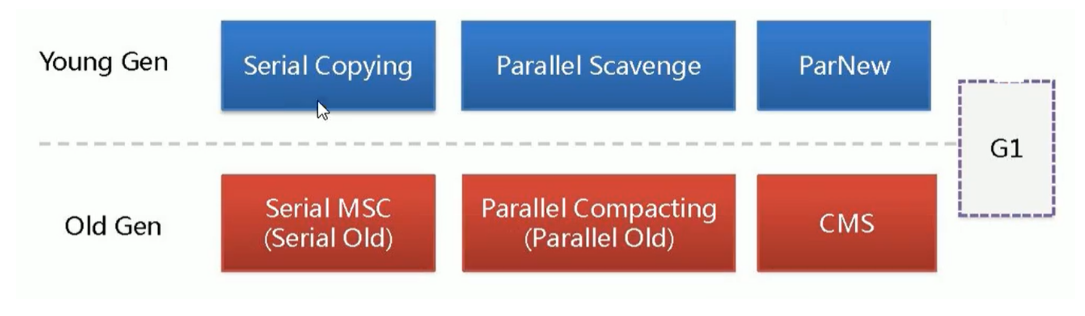 Young Gen
Serial Copying
Parallel Scavenge
ParNew
G1
Old Gen
Serial MSC
(Serial Old)
Parallel Compacting
(Parallel Old)
CMS